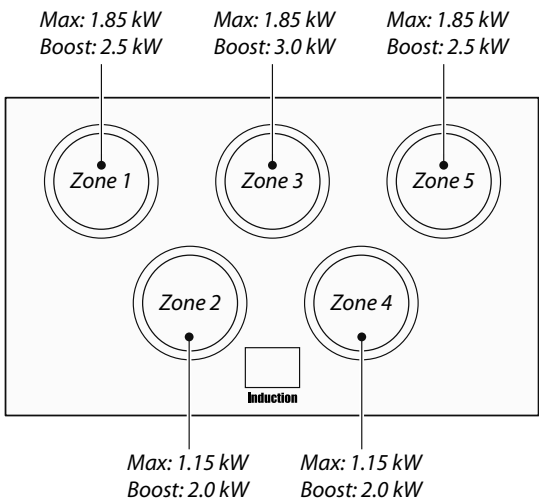 Max: 1.85 kW
Boost: 2.5 kW
Max: 1.85 kW
Boost: 3.0 kW
Max: 1.85 kW
Boost: 2.5 kW
Zone 1
Zone 3
Zone 5
Zone 2
Zone 4
Induction
Max: 1.15 kW
Boost: 2.0 kW
Max: 1.15 kW
Boost: 2.0 kW